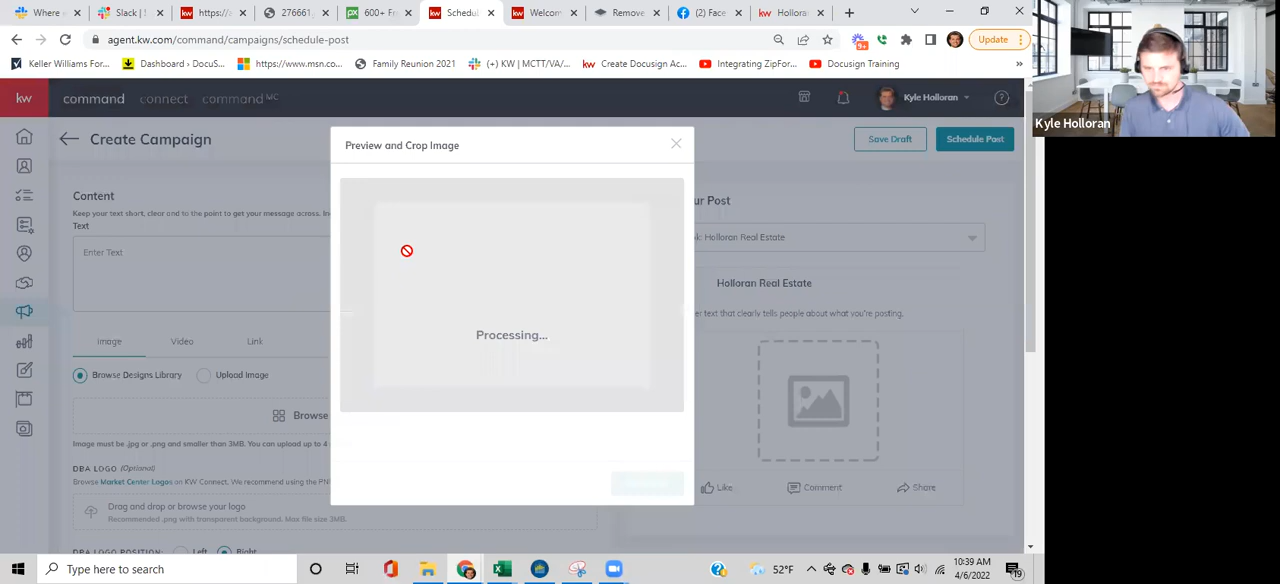 Where
Slack |
https://
276661
600+ Fr
Schedul
Welcom
Remove
(2) Face
Hollora
agent.kw.com/command/campaigns/schedule-post
9+
Update
Keller Williams For...
Dashboard › DocuS...
https://www.msn.co...
Family Reunion 2021
(+) KW | MCTT/VA/...
Create Docusign Ac...
Integrating ZipFor...
Docusign Training
»
kw
command
connect
command MC
Kyle Holloran
Kyle Holloran
Create Campaign
Save Draft
Schedule Post
Preview and Crop Image
Processing...
Content
Keep your text short, clear and to the point to get your message across. In
Text
Enter Text
Image
Video
Link
Browse Designs Library
Upload Image
Browse
Image must be .jpg or .png and smaller than 3MB. You can upload up to 4
DBA LOGO (Optional)
Browse Market Center Logos on KW Connect. We recommend using the PN
Drag and drop or browse your logo
Recommended .png with transparent background. Max file size 3MB.
DBA LOGO POSITION:
Left
Right
ur Post
k: Holloran Real Estate
Holloran Real Estate
er text that clearly tells people about what you're posting.
Like
Comment
Share
Type here to search
52°F
10:39 AM
4/6/2022
19